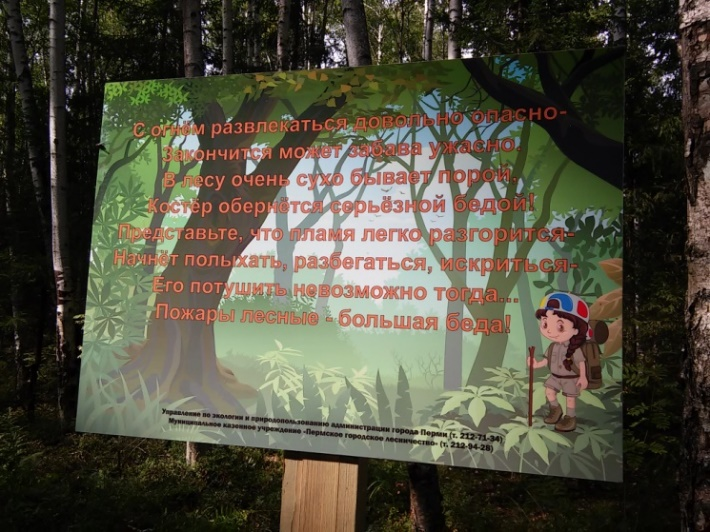 С огнём развлекаться довольно опасно-
Закончится может забава ужасно.
В лесу очень сухо бывает порой,
Костёр обернётся серьёзной бедой!
Представьте, что пламя легко разгорится-
Начнёт полыхать, разбегаться, искриться-
Его потушить невозможно тогда...
Пожары лесные - большая беда!
Управление по экологии и природопользованию администрации города Перми (т. 212-71-34)
Муниципальное казенное учреждение «Пермское городское лесничество» (т. 212-94-28)